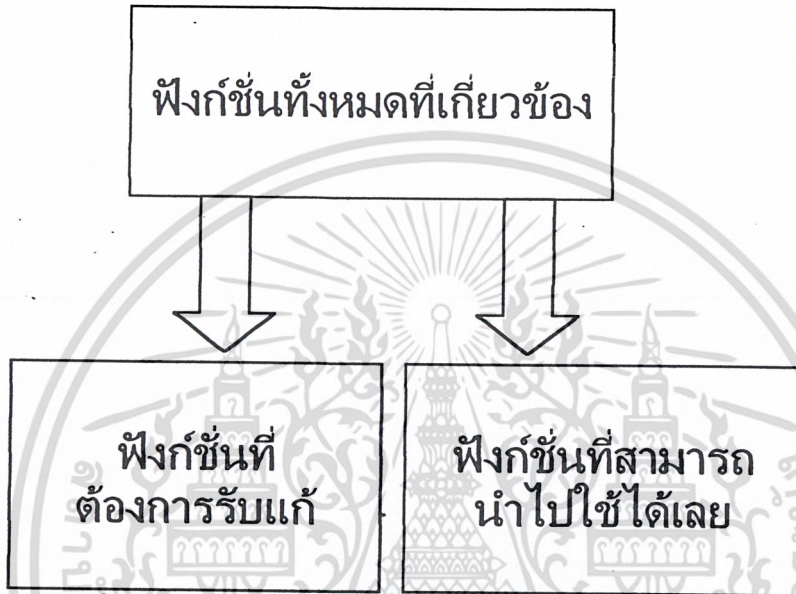 ฟังก์ชั่นทั้งหมดที่เกี่ยวข้อง
ฟังก์ชั่นที่
ต้องการรับแก้
ฟังก์ชั่นที่สามารถ
นำไปใช้ได้เลย